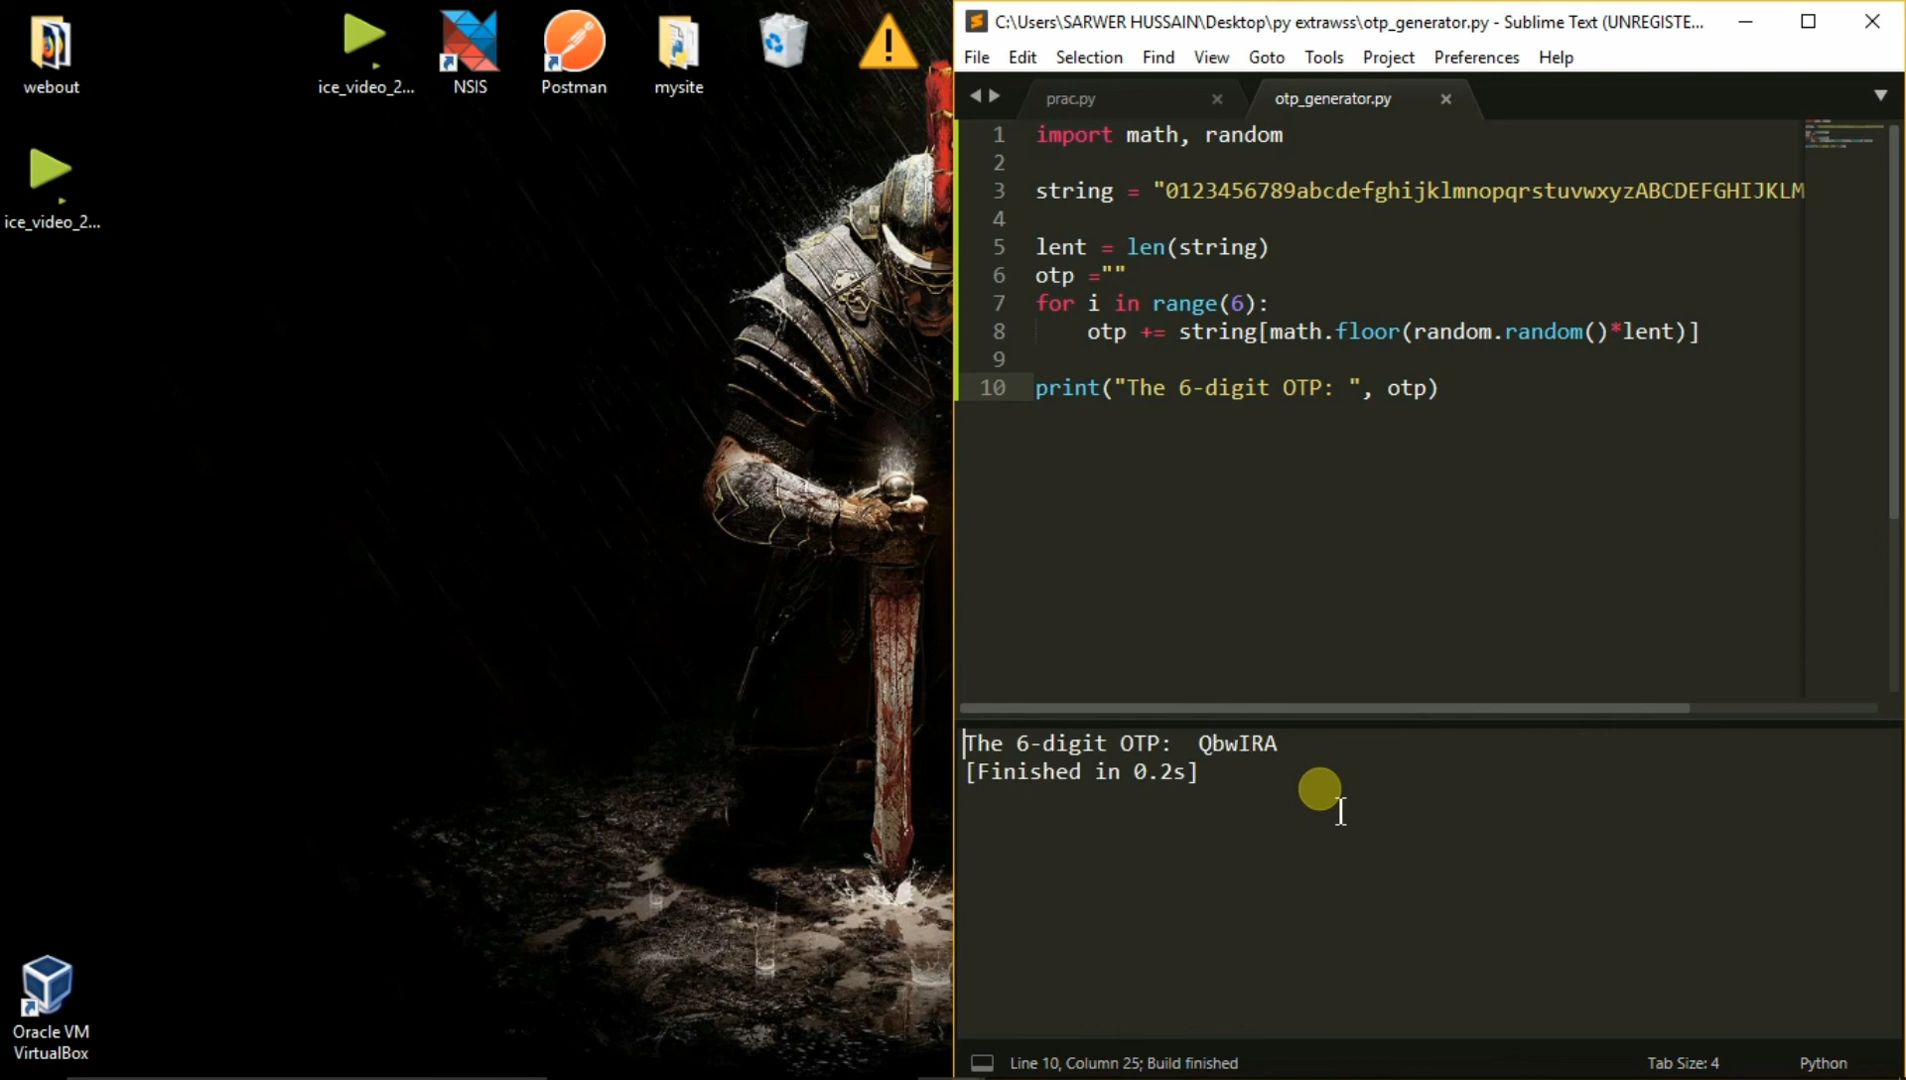 webout
ice_video_2...
NSIS
Postman
mysite
ice_video_2...
Oracle VM
VirtualBox
C:\Users\SARWER HUSSAIN\Desktop\py extrawss\otp_generator.py - Sublime Text (UNREGISTE...
File Edit Selection Find View Goto Tools Project Preferences Help
prac.py otp_generator.py
1 import math, random
2
3 string = "0123456789abcdefghijklmnopqrstuvwxyzABCDEFGHIJKLM
4
5 lent = len(string)
6 otp =""
7 for i in range(6):
8     otp += string[math.floor(random.random()*lent)]
9
10 print("The 6-digit OTP: ", otp)
The 6-digit OTP:  QbwIRA
[Finished in 0.2s]
Line 10, Column 25; Build finished
Tab Size: 4
Python